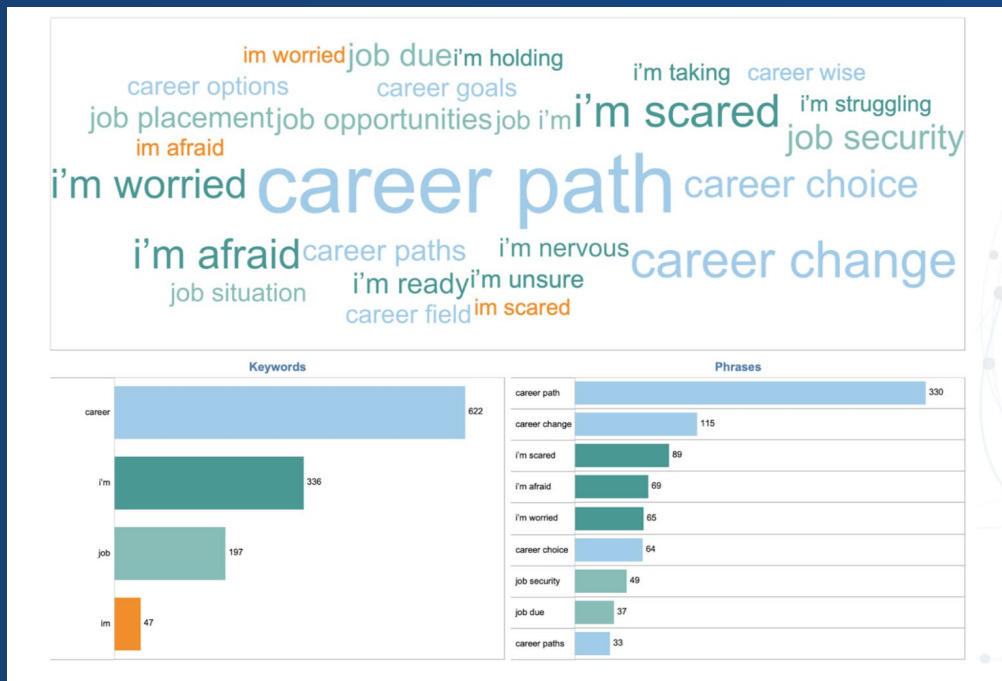 im worried job due i’m holding
i’m taking career wise
career options career goals
i’m scared i’m struggling
job placement job opportunities job i’m
job security
im afraid
i’m worried career path career choice
i’m afraid career paths i’m nervous career change
job situation i’m ready i’m unsure
career field im scared
Keywords
career 622
i'm 336
job 197
im 47
Phrases
career path 330
career change 115
i'm scared 89
i'm afraid 69
i'm worried 65
career choice 64
job security 49
job due 37
career paths 33